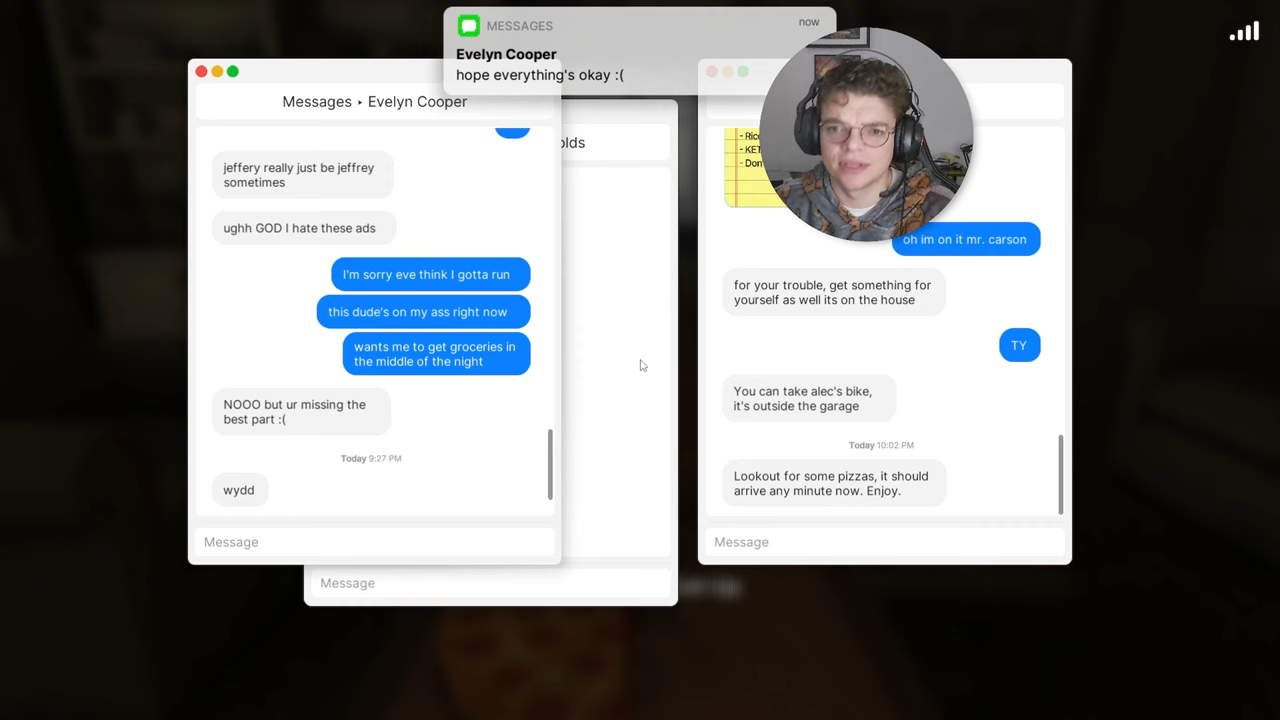 MESSAGES
now
Evelyn Cooper
hope everything's okay :(
Messages ▸ Evelyn Cooper
jeffery really just be jeffrey
sometimes
ughh GOD I hate these ads
I'm sorry eve think I gotta run
this dude's on my ass right now
wants me to get groceries in
the middle of the night
NOOO but ur missing the
best part :(
Today 9:27 PM
wydd
Message
olds
Message
- Ric
- KET
- Don
oh im on it mr. carson
for your trouble, get something for
yourself as well its on the house
TY
You can take alec's bike,
it's outside the garage
Today 10:02 PM
Lookout for some pizzas, it should
arrive any minute now. Enjoy.
Message